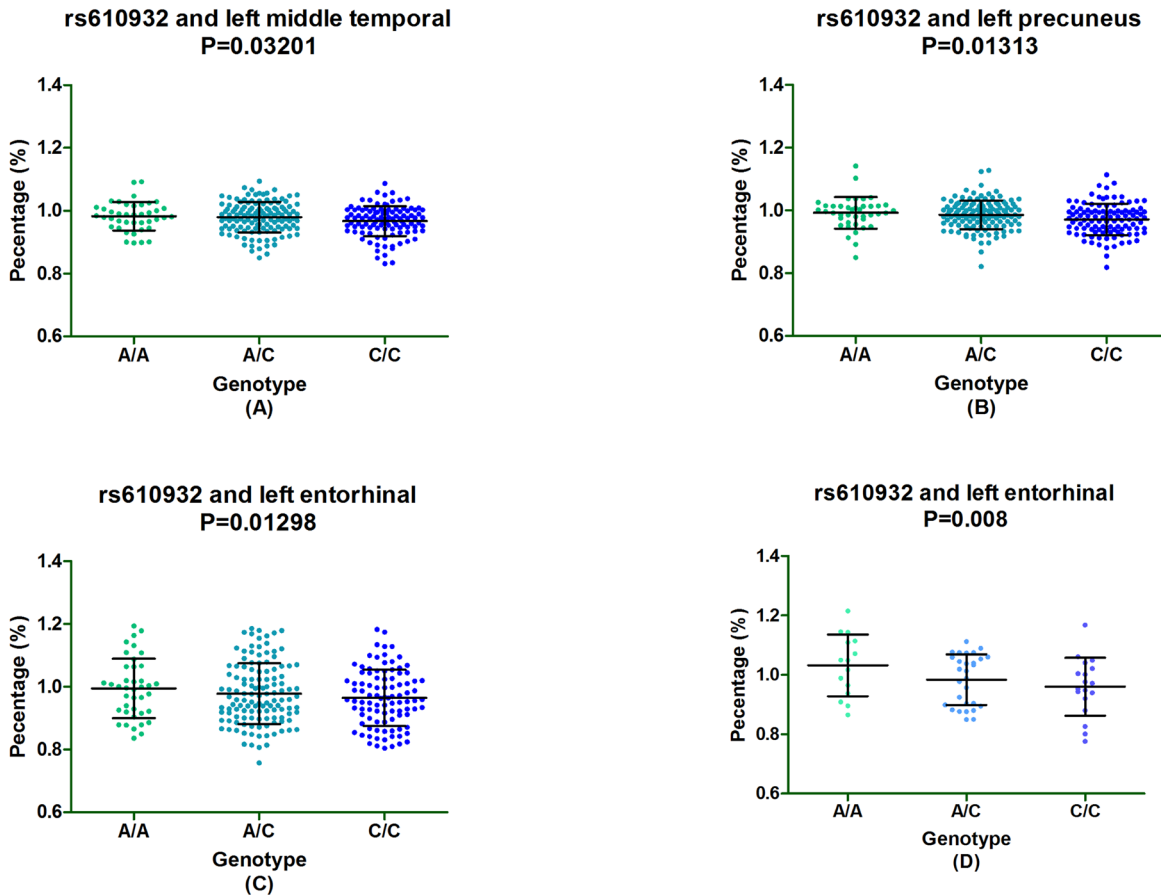 rs610932 and left middle temporal
P=0.03201
1.4
1.2
1.0
0.8
0.6
Pecentage (%)
A/A A/C C/C
Genotype
(A)
rs610932 and left precuneus
P=0.01313
1.4
1.2
1.0
0.8
0.6
Pecentage (%)
A/A A/C C/C
Genotype
(B)
rs610932 and left entorhinal
P=0.01298
1.4
1.2
1.0
0.8
0.6
Pecentage (%)
A/A A/C C/C
Genotype
(C)
rs610932 and left entorhinal
P=0.008
1.4
1.2
1.0
0.8
0.6
Pecentage (%)
A/A A/C C/C
Genotype
(D)